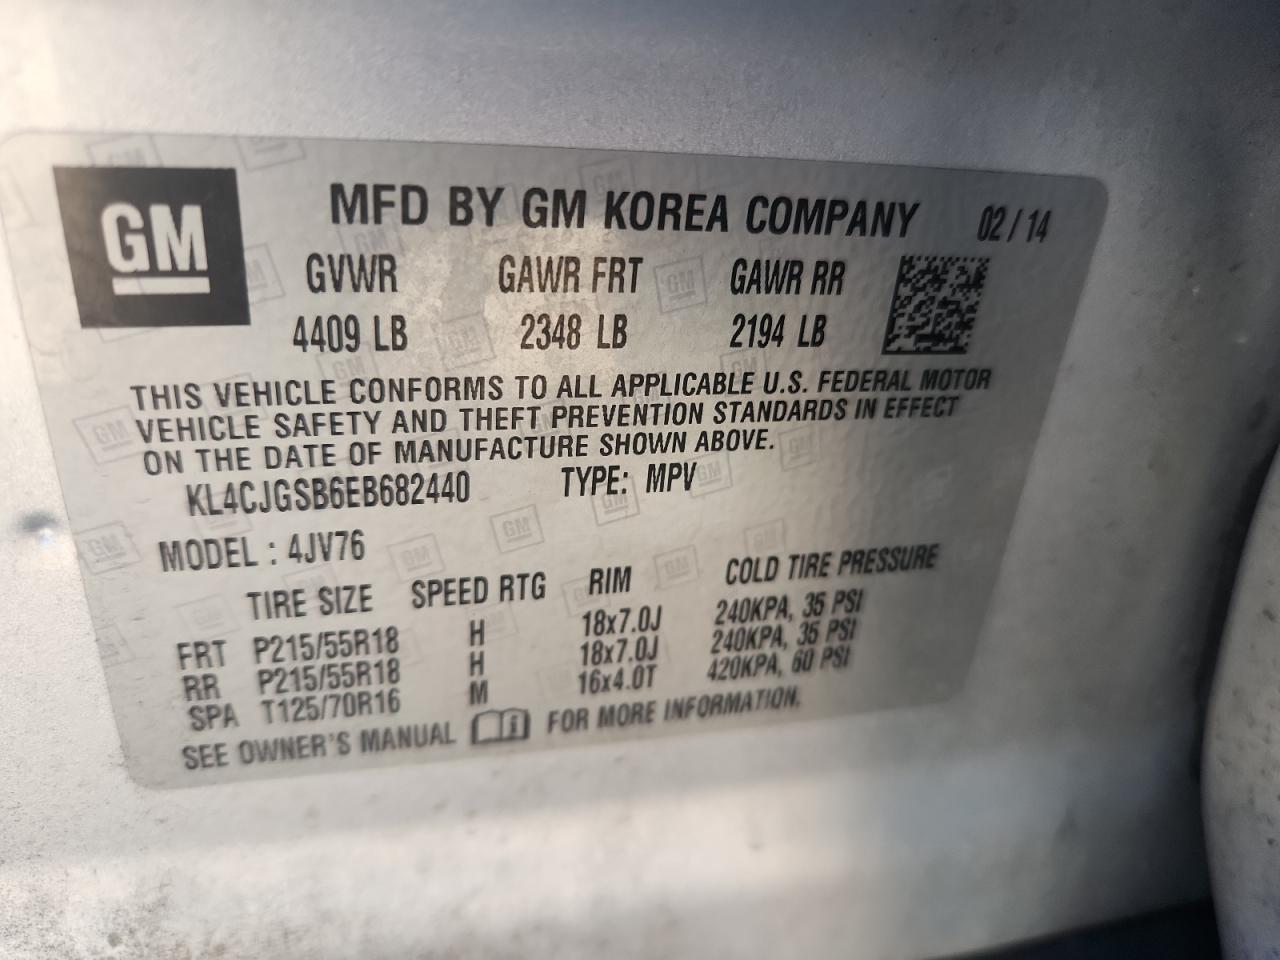 GM
MFD BY GM KOREA COMPANY 02/14
GVWR GAWR FRT GAWR RR
4409 LB 2348 LB 2194 LB
THIS VEHICLE CONFORMS TO ALL APPLICABLE U.S. FEDERAL MOTOR
VEHICLE SAFETY AND THEFT PREVENTION STANDARDS IN EFFECT
ON THE DATE OF MANUFACTURE SHOWN ABOVE.
KL4CJGSB6EB682440 TYPE: MPV
MODEL : 4JV76
TIRE SIZE SPEED RTG RIM COLD TIRE PRESSURE
FRT P215/55R18 H 18x7.0J 240KPA, 35 PSI
RR P215/55R18 H 18x7.0J 240KPA, 35 PSI
SPA T125/70R16 M 16x4.0T 420KPA, 60 PSI
SEE OWNER'S MANUAL FOR MORE INFORMATION.